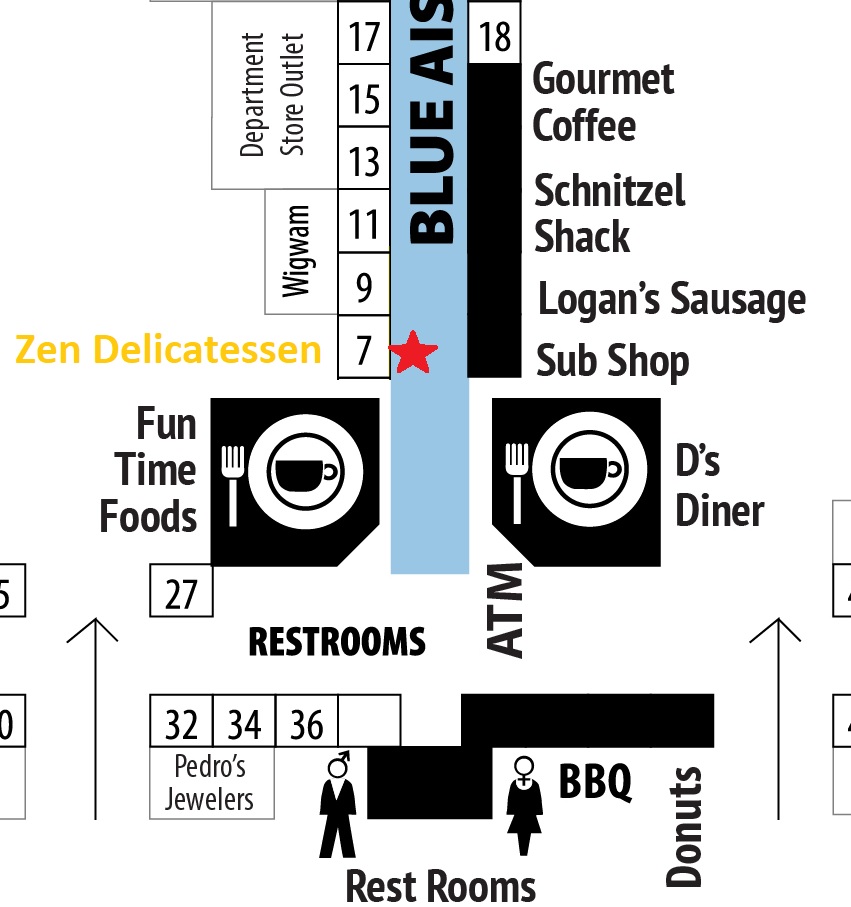 17
18
BLUE AIS
Department
Store Outlet
15
Gourmet
Coffee
13
11
Schnitzel
Shack
Wigwam
9
Logan's Sausage
Zen Delicatessen
7
Sub Shop
Fun
Time
Foods
D's
Diner
5
27
ATM
RESTROOMS
0
32
34
36
Pedro's
Jewelers
BBQ
Donuts
Rest Rooms